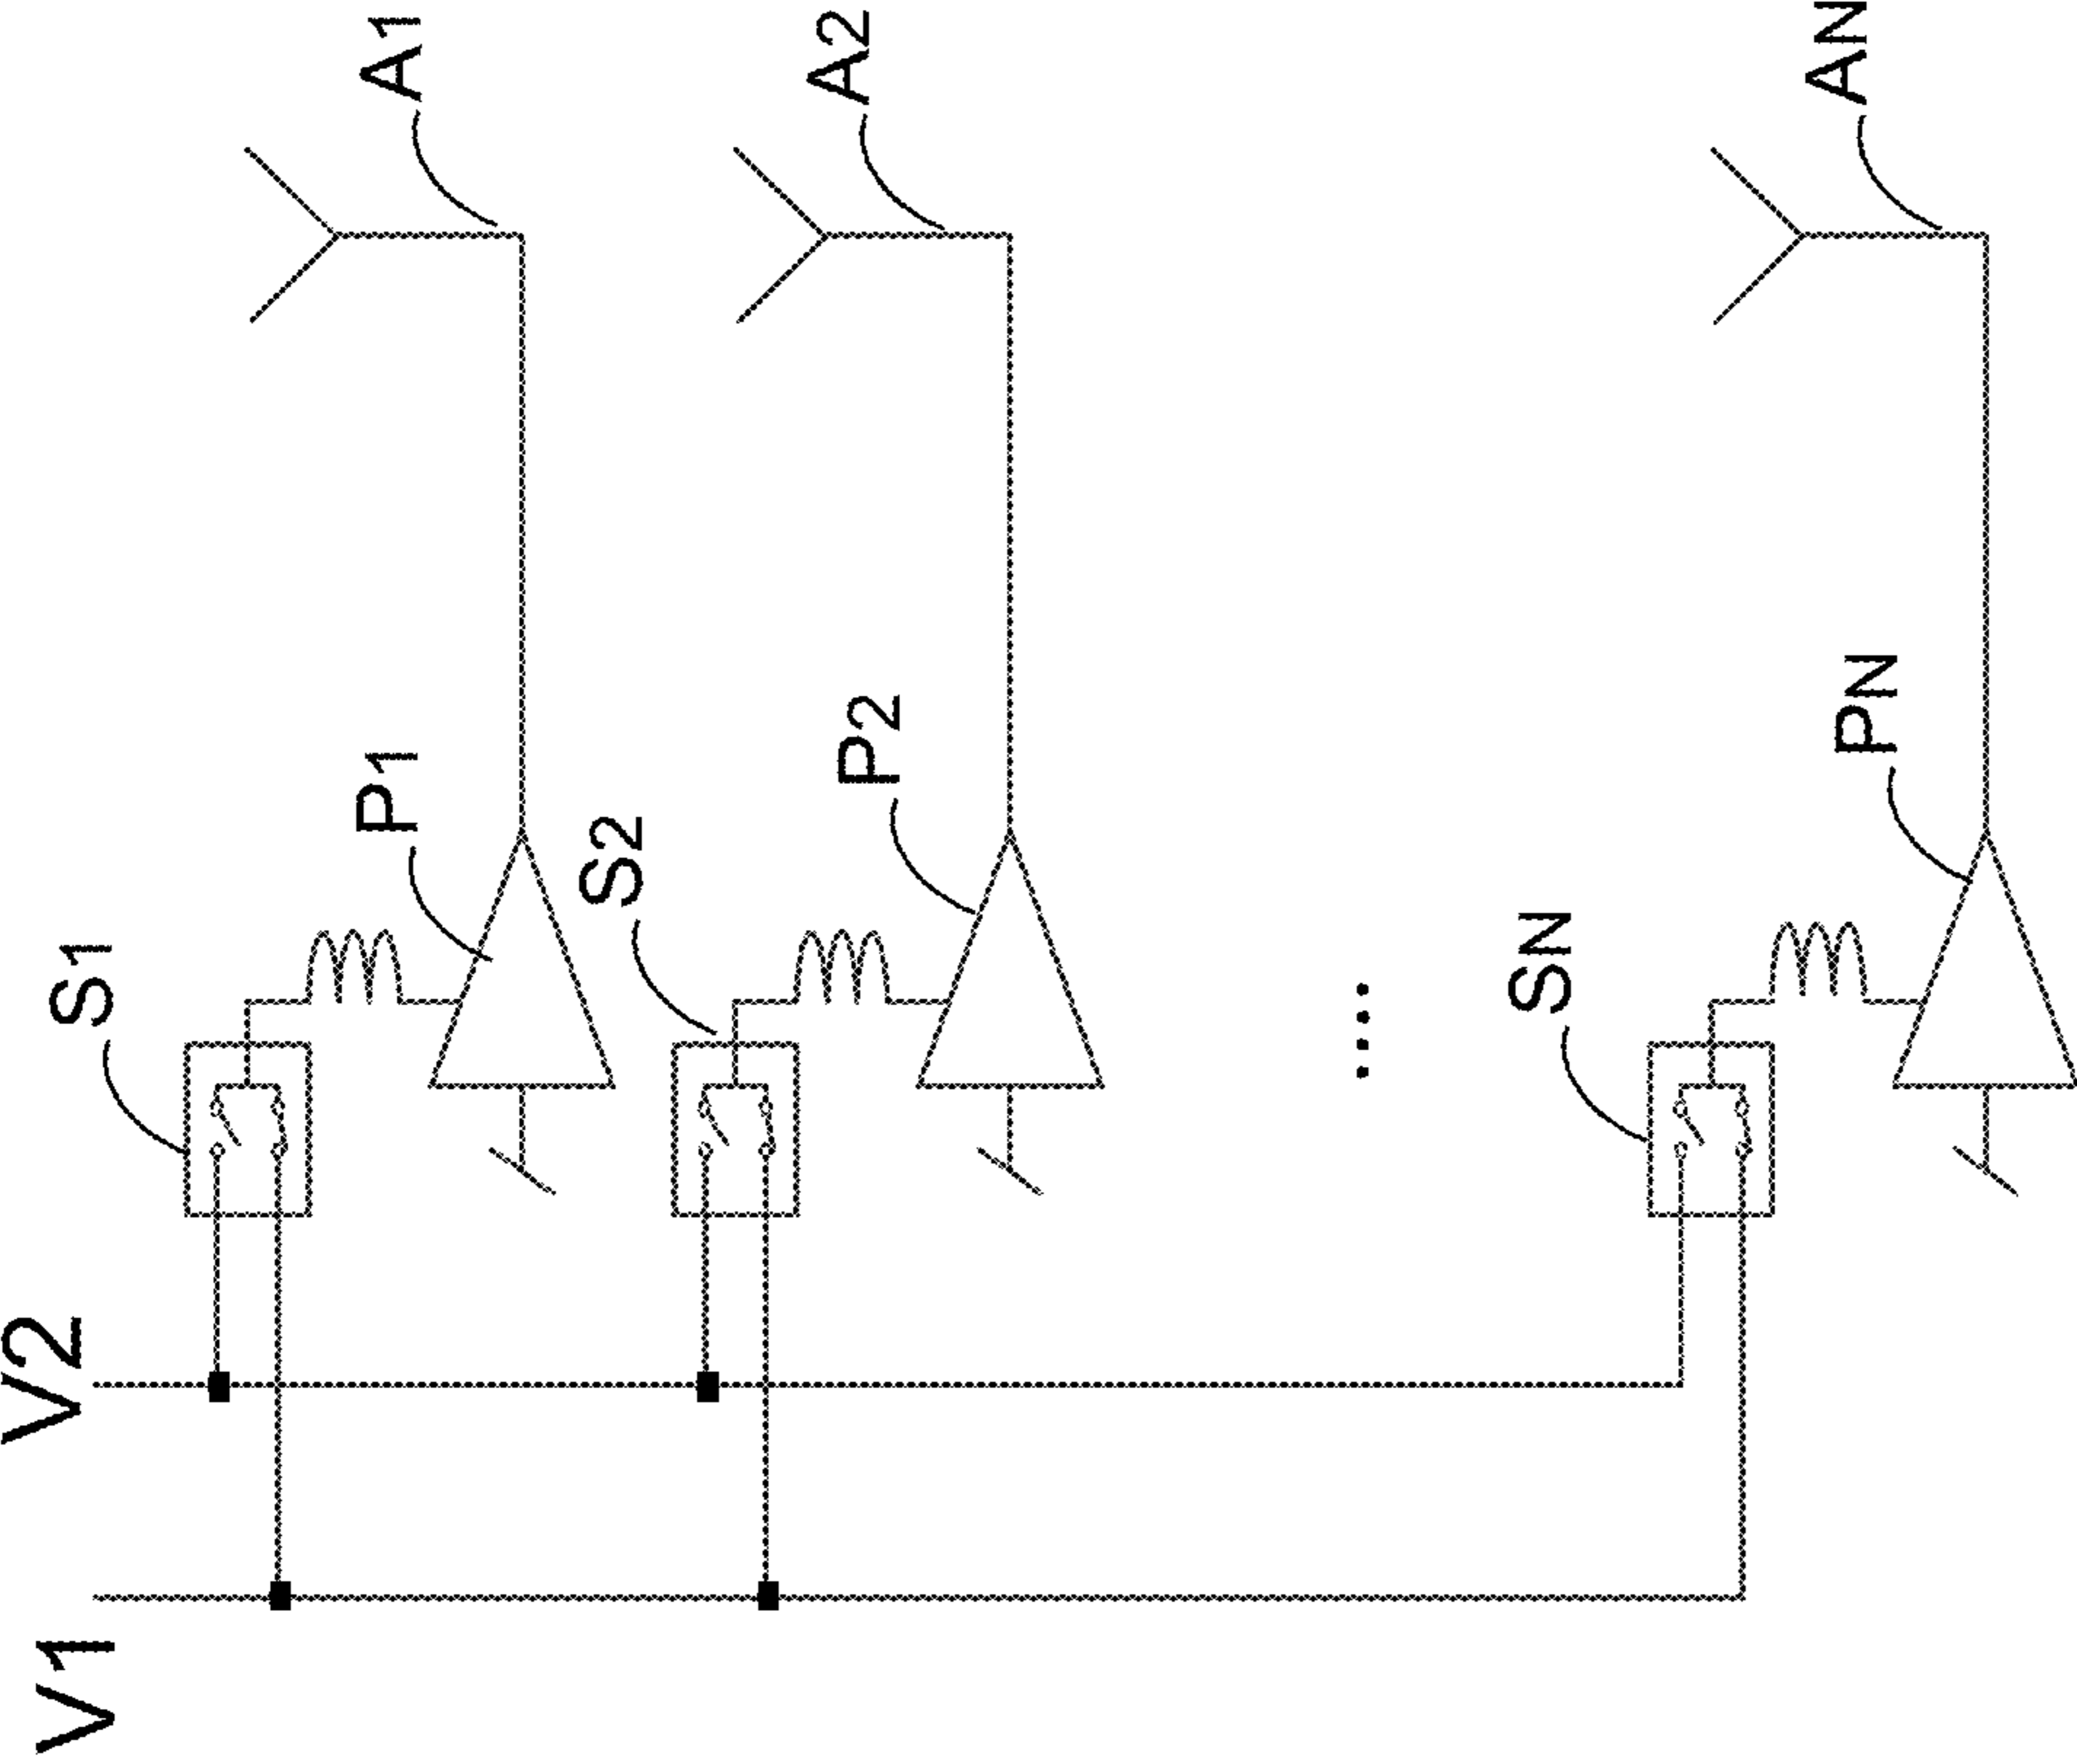 V1
V2
S1
P1
A1
S2
P2
A2
....
SN
PN
AN